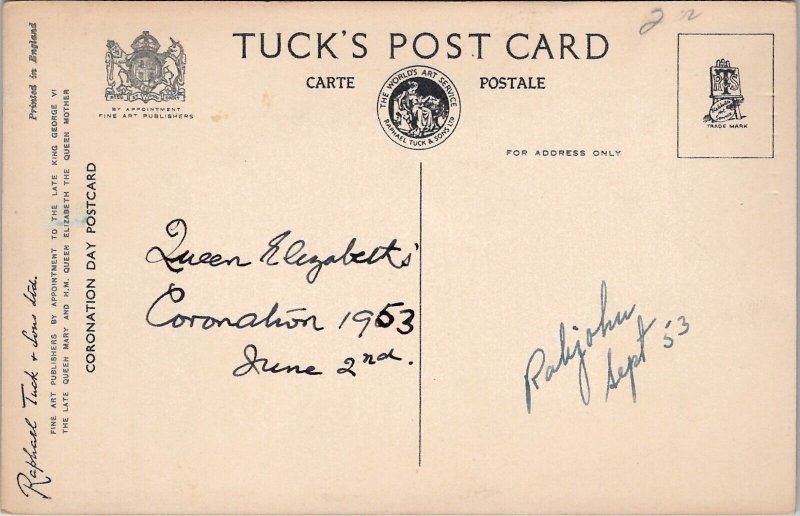 TUCK'S POST CARD
CARTE POSTALE
BY APPOINTMENT
FINE ART PUBLISHERS
THE WORLD'S ART SERVICE
RAPHAEL TUCK & SONS LTD
TRADE MARK
FOR ADDRESS ONLY
Printed in England
Raphael Tuck & Sons Ltd.
FINE ART PUBLISHERS BY APPOINTMENT TO THE LATE KING GEORGE VI
THE LATE QUEEN MARY AND H.M. QUEEN ELIZABETH THE QUEEN MOTHER
CORONATION DAY POSTCARD
Queen Elizabeth's
Coronation 1953
June 2nd.
Rabjohn
Sept 53